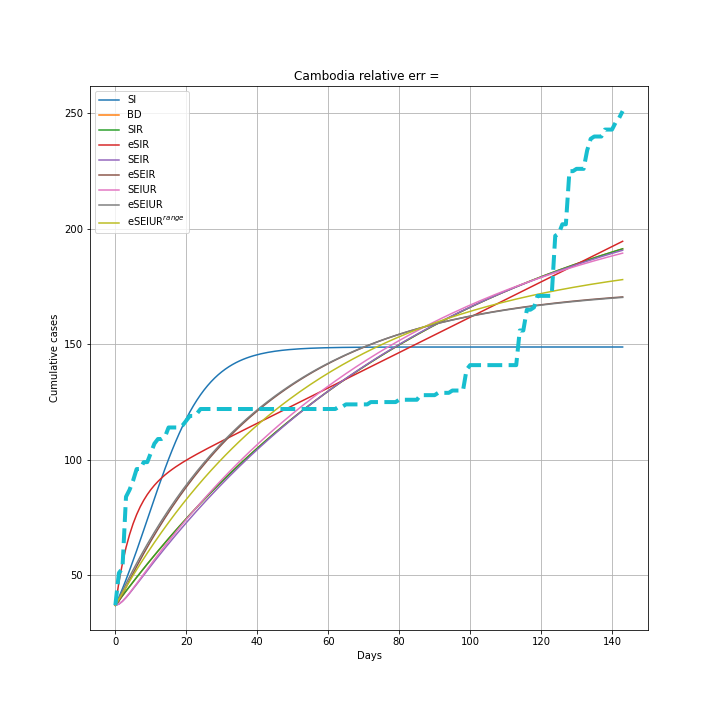 Cambodia relative err =
SI
BD
SIR
eSIR
SEIR
eSEIR
SEIUR
eSEIUR
eSEIUR^range
250
200
150
100
50
Cumulative cases
0 20 40 60 80 100 120 140
Days